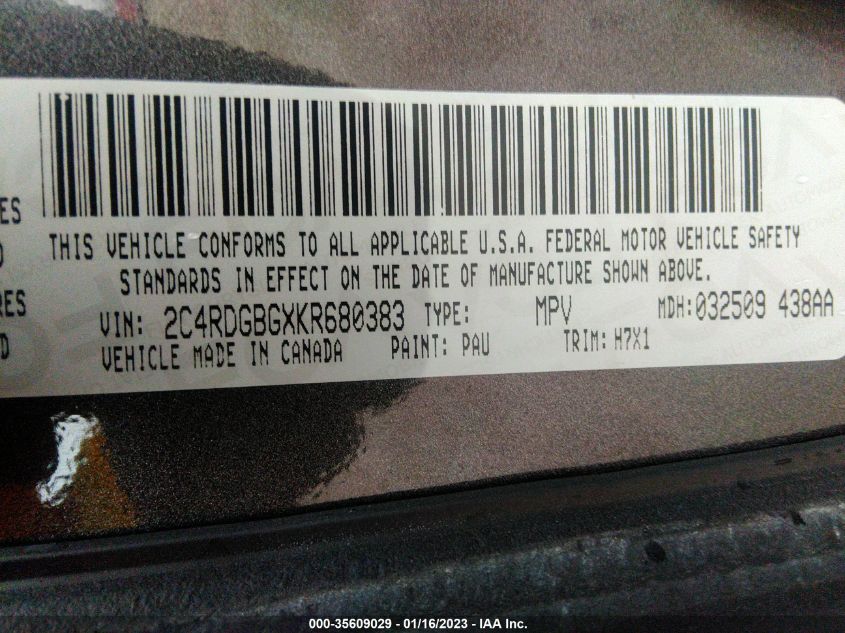 ES
THIS VEHICLE CONFORMS TO ALL APPLICABLE U.S.A. FEDERAL MOTOR VEHICLE SAFETY
STANDARDS IN EFFECT ON THE DATE OF MANUFACTURE SHOWN ABOVE.
RES
VIN: 2C4RDGBGXKR680383 TYPE: MPV MDH:032509 438AA
D
VEHICLE MADE IN CANADA PAINT: PAU TRIM: H7X1
000-35609029 - 01/16/2023 - IAA Inc.